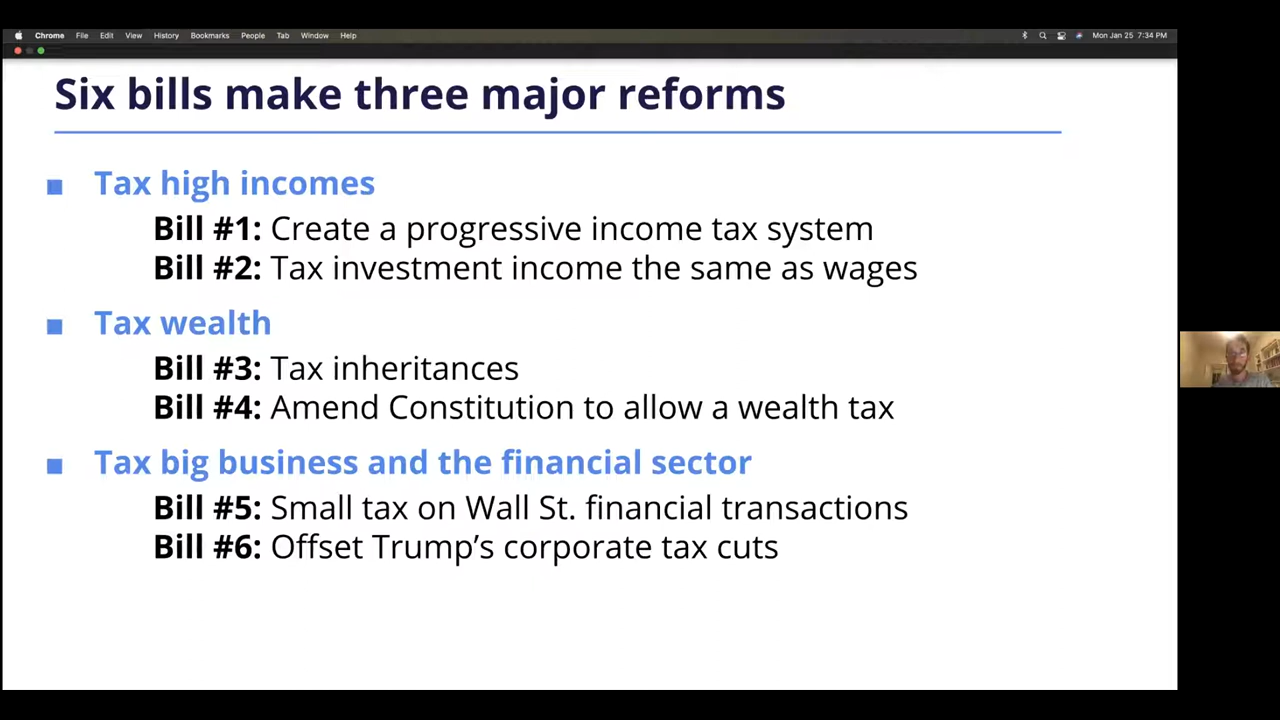 Chrome File Edit View History Bookmarks People Tab Window Help Mon Jan 25 7:34 PM
Six bills make three major reforms
Tax high incomes
Bill #1: Create a progressive income tax system
Bill #2: Tax investment income the same as wages
Tax wealth
Bill #3: Tax inheritances
Bill #4: Amend Constitution to allow a wealth tax
Tax big business and the financial sector
Bill #5: Small tax on Wall St. financial transactions
Bill #6: Offset Trump’s corporate tax cuts